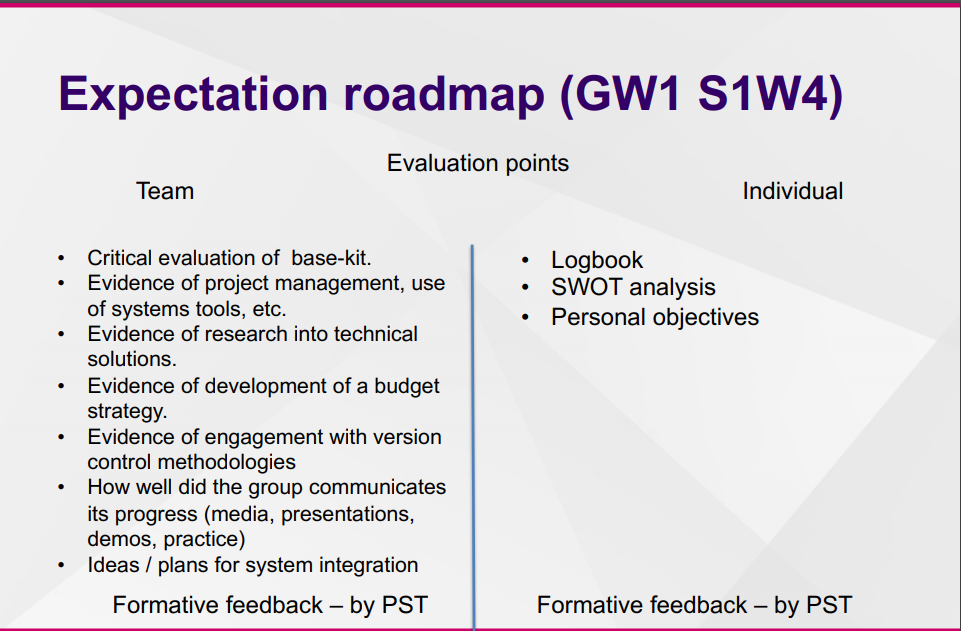 Expectation roadmap (GW1 S1W4)
Evaluation points
Team
Individual
• Critical evaluation of  base-kit.
• Evidence of project management, use
of systems tools, etc.
• Evidence of research into technical
solutions.
• Evidence of development of a budget
strategy.
• Evidence of engagement with version
control methodologies
• How well did the group communicates
its progress (media, presentations,
demos, practice)
• Ideas / plans for system integration
Formative feedback – by PST
• Logbook
• SWOT analysis
• Personal objectives
Formative feedback – by PST